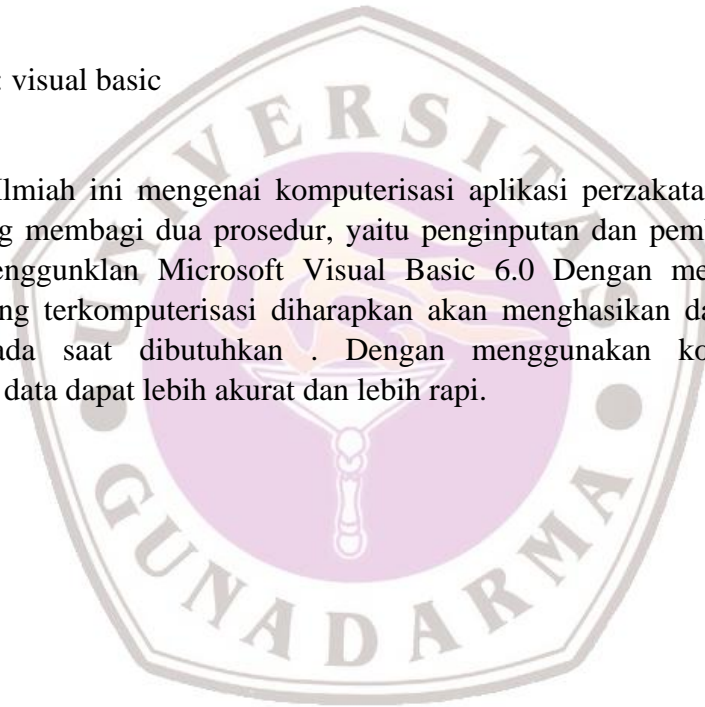 : visual basic
Ilmiah ini mengenai komputerisasi aplikasi perzakata
g membagi dua prosedur, yaitu penginputan dan pem
enggunklan Microsoft Visual Basic 6.0 Dengan me
ng terkomputerisasi diharapkan akan menghasikan da
ada saat dibutuhkan . Dengan menggunakan ko
data dapat lebih akurat dan lebih rapi.
UNIVERSITAS
GUNADARMA